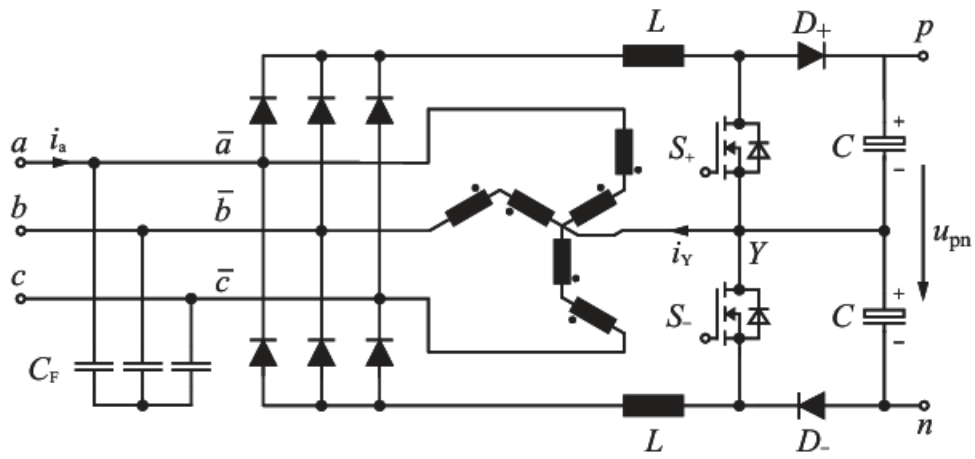 L
D+
p
a
ia
ā
S+
C
+
-
b
b̄
iY
Y
upn
c
c̄
S-
C
+
-
CF
L
D-
n